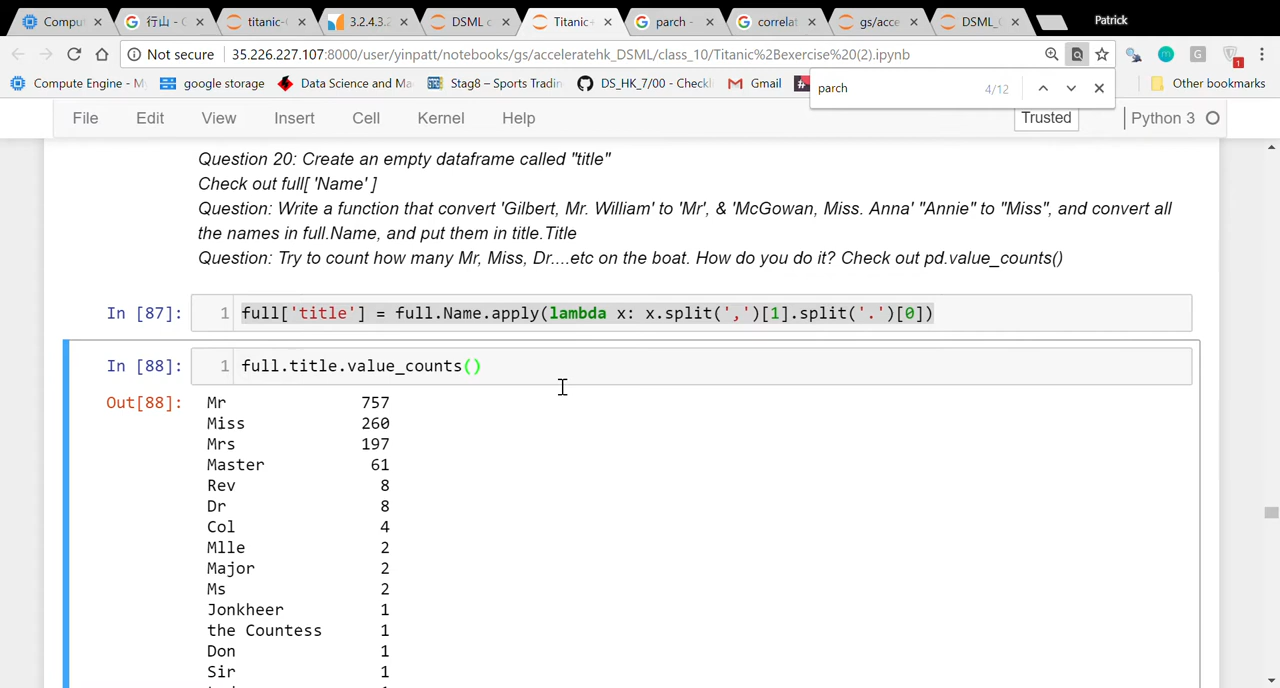 Comput
行山 - G
titanic-
3.2.4.3.2
DSML c
Titanic+
parch -
correlat
gs/acce
DSML_
Patrick
Not secure
35.226.227.107:8000/user/yinpatt/notebooks/gs/acceleratehk_DSML/class_10/Titanic%2Bexercise%20(2).ipynb
Compute Engine - M
google storage
Data Science and Ma
Stag8 – Sports Tradin
DS_HK_7/00 - Checkl
Gmail
Other bookmarks
parch 4/12
File Edit View Insert Cell Kernel Help
Trusted
Python 3
Question 20: Create an empty dataframe called "title"
Check out full[ 'Name' ]
Question: Write a function that convert 'Gilbert, Mr. William' to 'Mr', & 'McGowan, Miss. Anna' "Annie" to "Miss", and convert all
the names in full.Name, and put them in title.Title
Question: Try to count how many Mr, Miss, Dr....etc on the boat. How do you do it? Check out pd.value_counts()
In [87]: 1 full['title'] = full.Name.apply(lambda x: x.split(',')[1].split('.')[0])
In [88]: 1 full.title.value_counts()
Out[88]: Mr 757
Miss 260
Mrs 197
Master 61
Rev 8
Dr 8
Col 4
Mlle 2
Major 2
Ms 2
Jonkheer 1
the Countess 1
Don 1
Sir 1